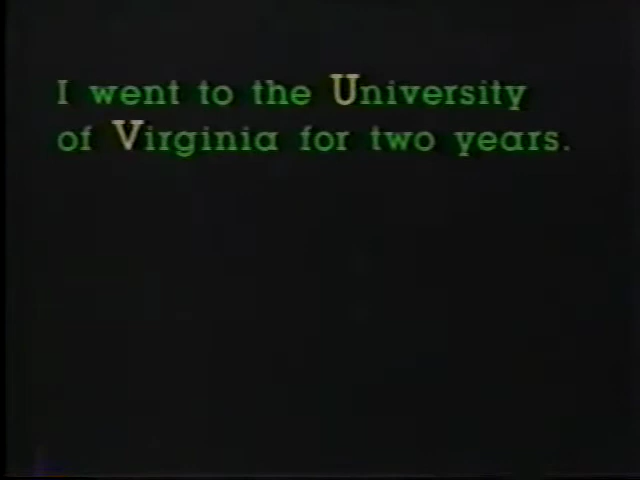 I went to the University
of Virginia for two years.